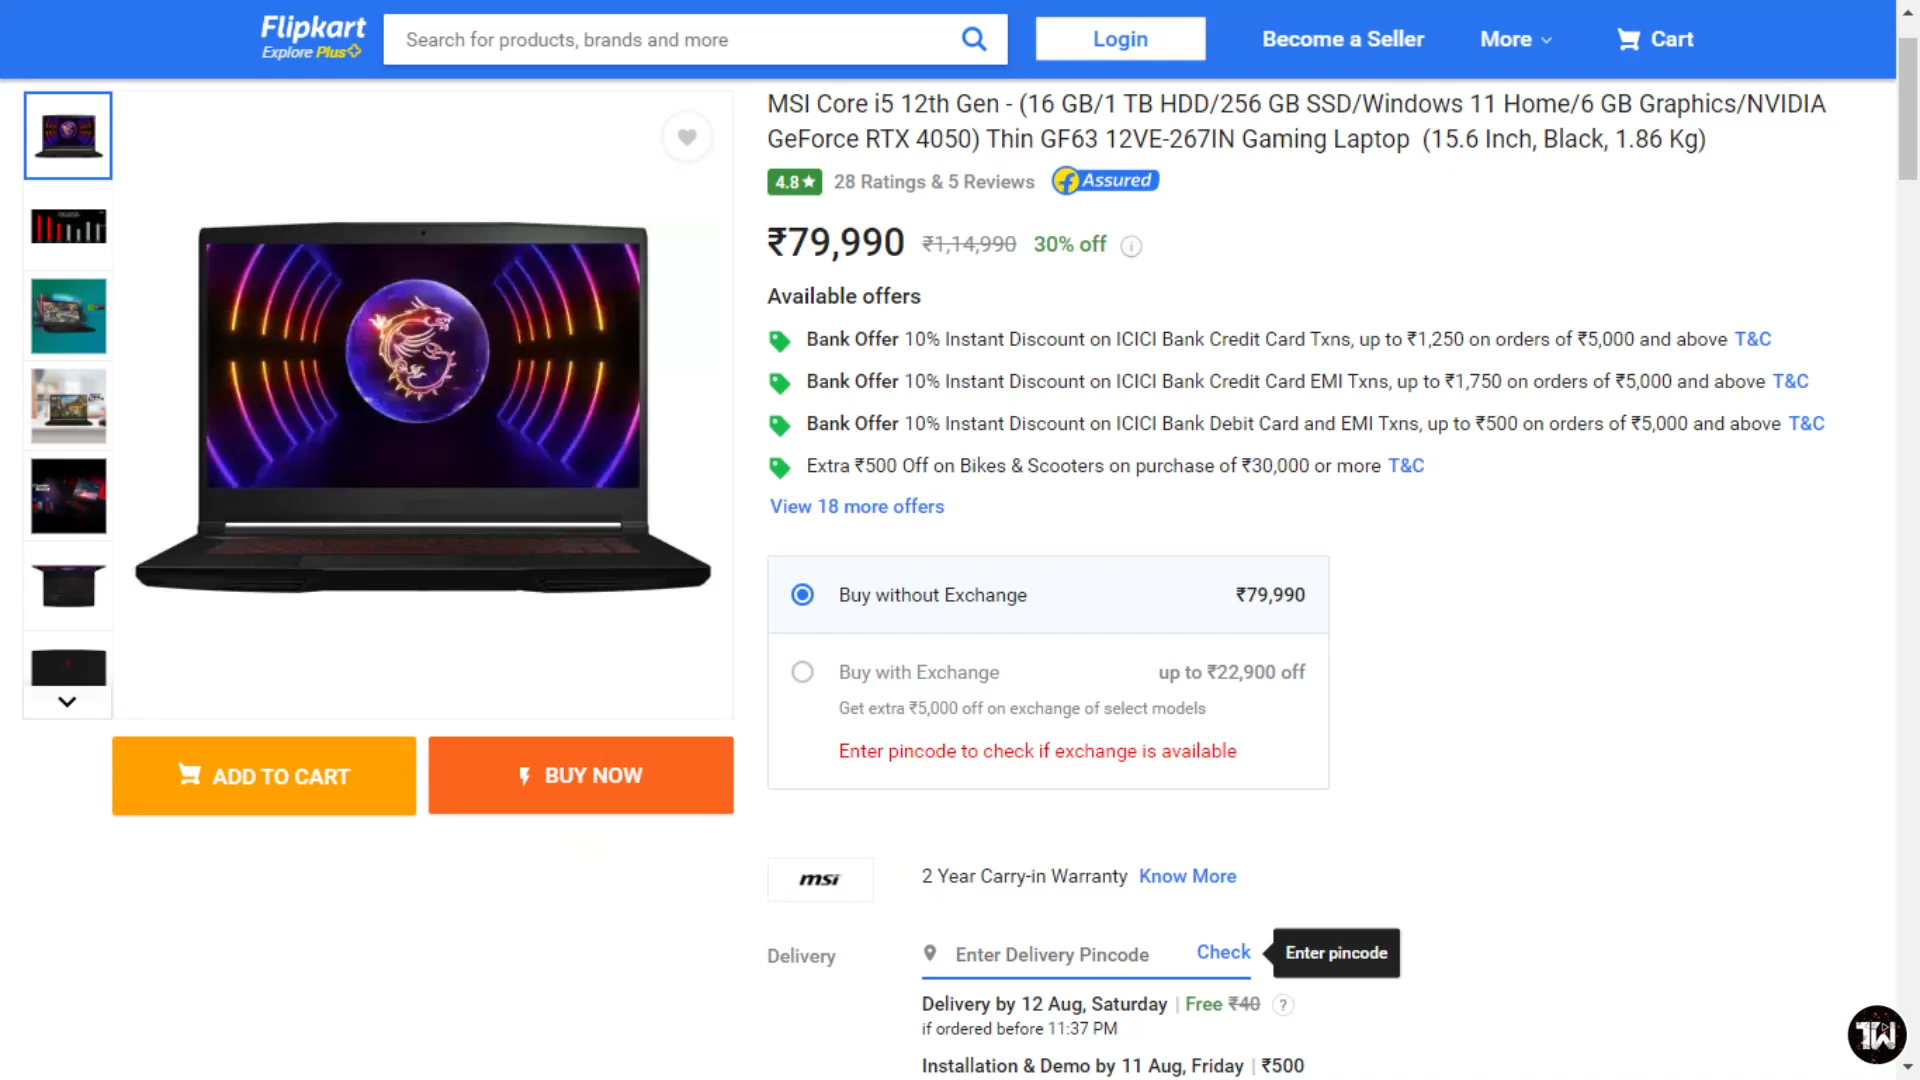 Flipkart
Explore Plus
Search for products, brands and more
Login
Become a Seller
More
Cart
MSI Core i5 12th Gen - (16 GB/1 TB HDD/256 GB SSD/Windows 11 Home/6 GB Graphics/NVIDIA
GeForce RTX 4050) Thin GF63 12VE-267IN Gaming Laptop (15.6 Inch, Black, 1.86 Kg)
4.8★ 28 Ratings & 5 Reviews Assured
₹79,990 ₹1,14,990 30% off
Available offers
Bank Offer 10% Instant Discount on ICICI Bank Credit Card Txns, up to ₹1,250 on orders of ₹5,000 and above T&C
Bank Offer 10% Instant Discount on ICICI Bank Credit Card EMI Txns, up to ₹1,750 on orders of ₹5,000 and above T&C
Bank Offer 10% Instant Discount on ICICI Bank Debit Card and EMI Txns, up to ₹500 on orders of ₹5,000 and above T&C
Extra ₹500 Off on Bikes & Scooters on purchase of ₹30,000 or more T&C
View 18 more offers
Buy without Exchange ₹79,990
Buy with Exchange up to ₹22,900 off
Get extra ₹5,000 off on exchange of select models
Enter pincode to check if exchange is available
ADD TO CART
BUY NOW
msi
2 Year Carry-in Warranty Know More
Delivery
Enter Delivery Pincode Check
Enter pincode
Delivery by 12 Aug, Saturday | Free ₹40 ?
if ordered before 11:37 PM
Installation & Demo by 11 Aug, Friday | ₹500
TW